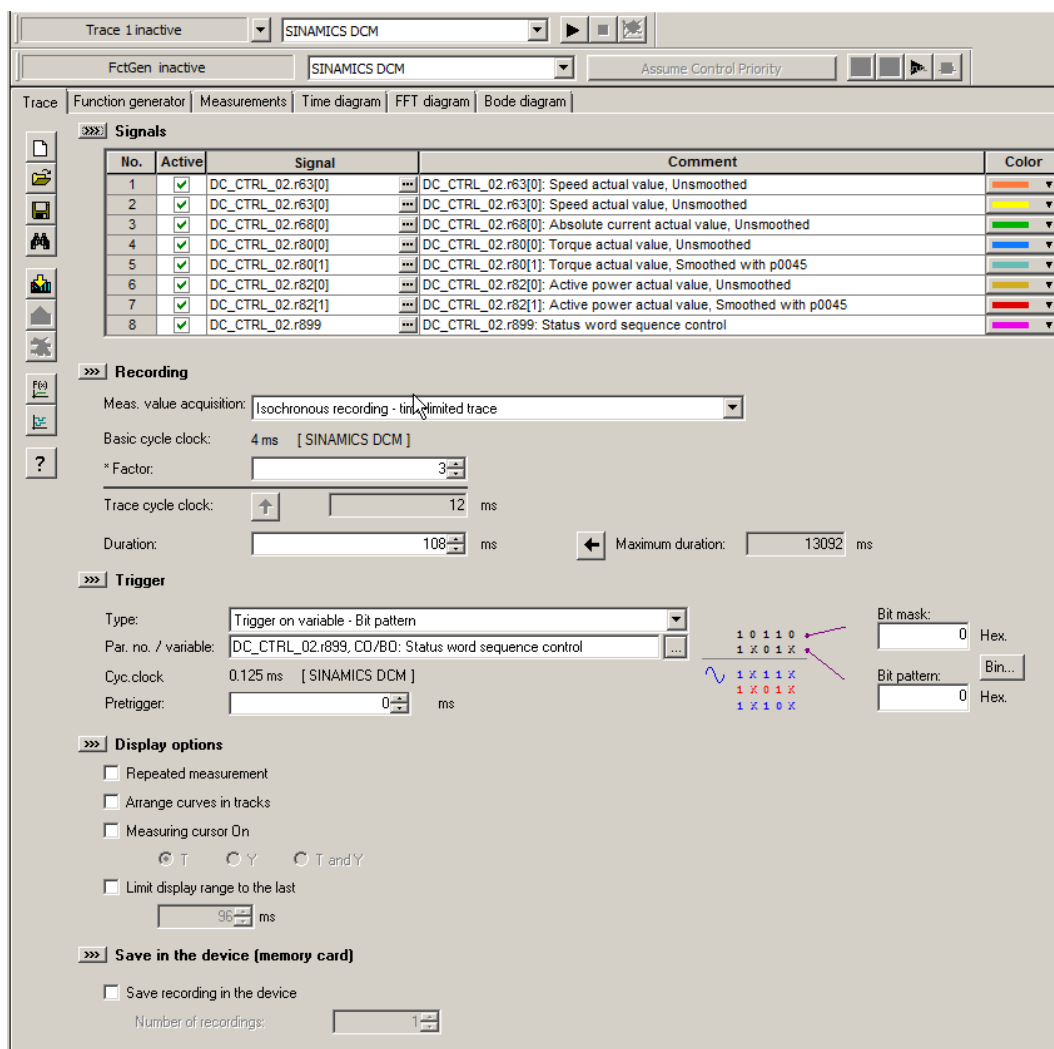 Trace 1 inactive SINAMICS DCM
FctGen inactive SINAMICS DCM Assume Control Priority
Trace Function generator Measurements Time diagram FFT diagram Bode diagram
Signals
No. Active Signal Comment Color
1 DC_CTRL_02.r63[0] ... DC_CTRL_02.r63[0]: Speed actual value, Unsmoothed
2 DC_CTRL_02.r63[0] ... DC_CTRL_02.r63[0]: Speed actual value, Unsmoothed
3 DC_CTRL_02.r68[0] ... DC_CTRL_02.r68[0]: Absolute current actual value, Unsmoothed
4 DC_CTRL_02.r80[0] ... DC_CTRL_02.r80[0]: Torque actual value, Unsmoothed
5 DC_CTRL_02.r80[1] ... DC_CTRL_02.r80[1]: Torque actual value, Smoothed with p0045
6 DC_CTRL_02.r82[0] ... DC_CTRL_02.r82[0]: Active power actual value, Unsmoothed
7 DC_CTRL_02.r82[1] ... DC_CTRL_02.r82[1]: Active power actual value, Smoothed with p0045
8 DC_CTRL_02.r899 ... DC_CTRL_02.r899: Status word sequence control
Recording
Meas. value acquisition: Isochronous recording - time-limited trace
Basic cycle clock: 4 ms [ SINAMICS DCM ]
* Factor: 3
Trace cycle clock: 12 ms
Duration: 108 ms Maximum duration: 13092 ms
?
Trigger
Type: Trigger on variable - Bit pattern
Par. no. / variable: DC_CTRL_02.r899, CO/BO: Status word sequence control ...
Cyc.clock 0.125 ms [ SINAMICS DCM ]
Pretrigger: 0 ms
1 0 1 1 0
1 X 0 1 X
1 X 1 1 X
1 X 0 1 X
1 X 1 0 X
Bit mask:
0 Hex.
Bin...
Bit pattern:
0 Hex.
Display options
Repeated measurement
Arrange curves in tracks
Measuring cursor On
T Y T and Y
Limit display range to the last
96 ms
Save in the device (memory card)
Save recording in the device
Number of recordings: 1